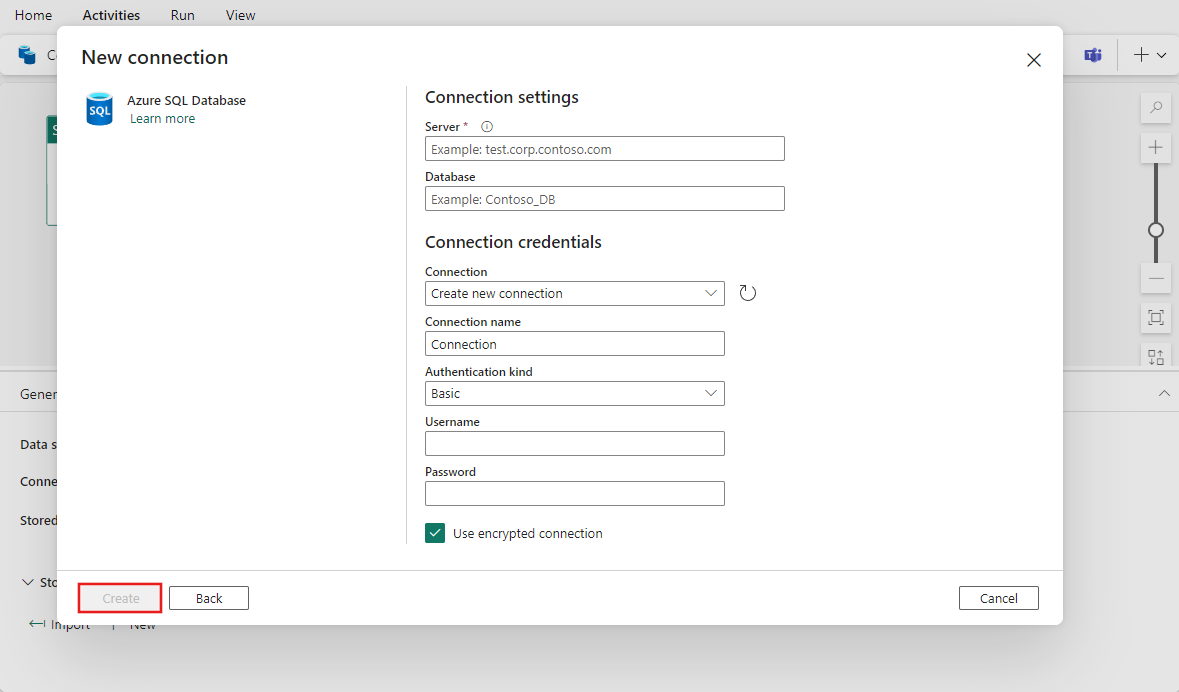 Home Activities Run View
New connection
SQL
Azure SQL Database
Learn more
Connection settings
Server *
Example: test.corp.contoso.com
Database
Example: Contoso_DB
Connection credentials
Connection
Create new connection
Connection name
Connection
Authentication kind
Basic
Username
Password
Use encrypted connection
Create Back Cancel
Gener
Data s
Conne
Stored
Sto
Import New